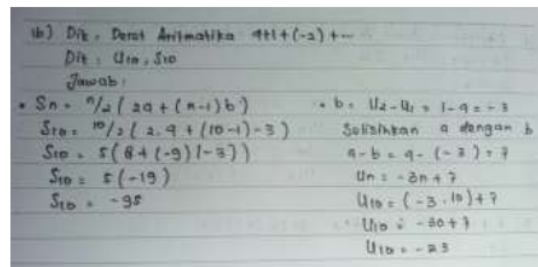 1b) Dik : Deret Aritmatika 4+1+(-2)+...
Dit : U10, S10
Jawab :
• Sn = n/2 ( 2a + (n-1) b )
S10 = 10/2 ( 2.4 + (10-1) -3 )
S10 = 5 ( 8 + (-9)(-3))
S10 = 5 (-19)
S10 = -95
• b = U2 - U1 = 1-4 = -3
Selisihkan a dengan b
a - b = 4 - (-3) = 7
Un = -3n + 7
U10 = (-3 . 10) + 7
U10 = -30 + 7
U10 = -23